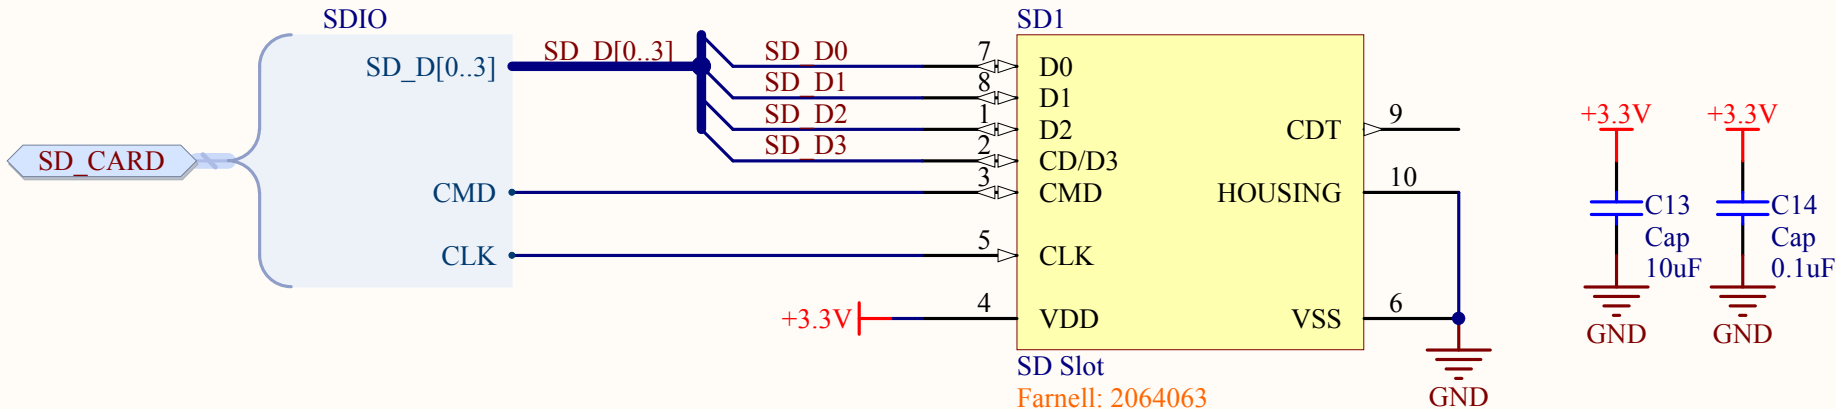 SDIO
SD1
SD_D[0..3]
SD_D[0..3]
SD_D0
7
D0
SD_D1
8
D1
SD_D2
1
D2
SD_D3
2
CD/D3
CMD
3
CMD
CLK
5
CLK
+3.3V
4
VDD
SD_CARD
CDT
9
HOUSING
10
VSS
6
GND
SD Slot
Farnell: 2064063
+3.3V
C13
Cap
10uF
GND
+3.3V
C14
Cap
0.1uF
GND